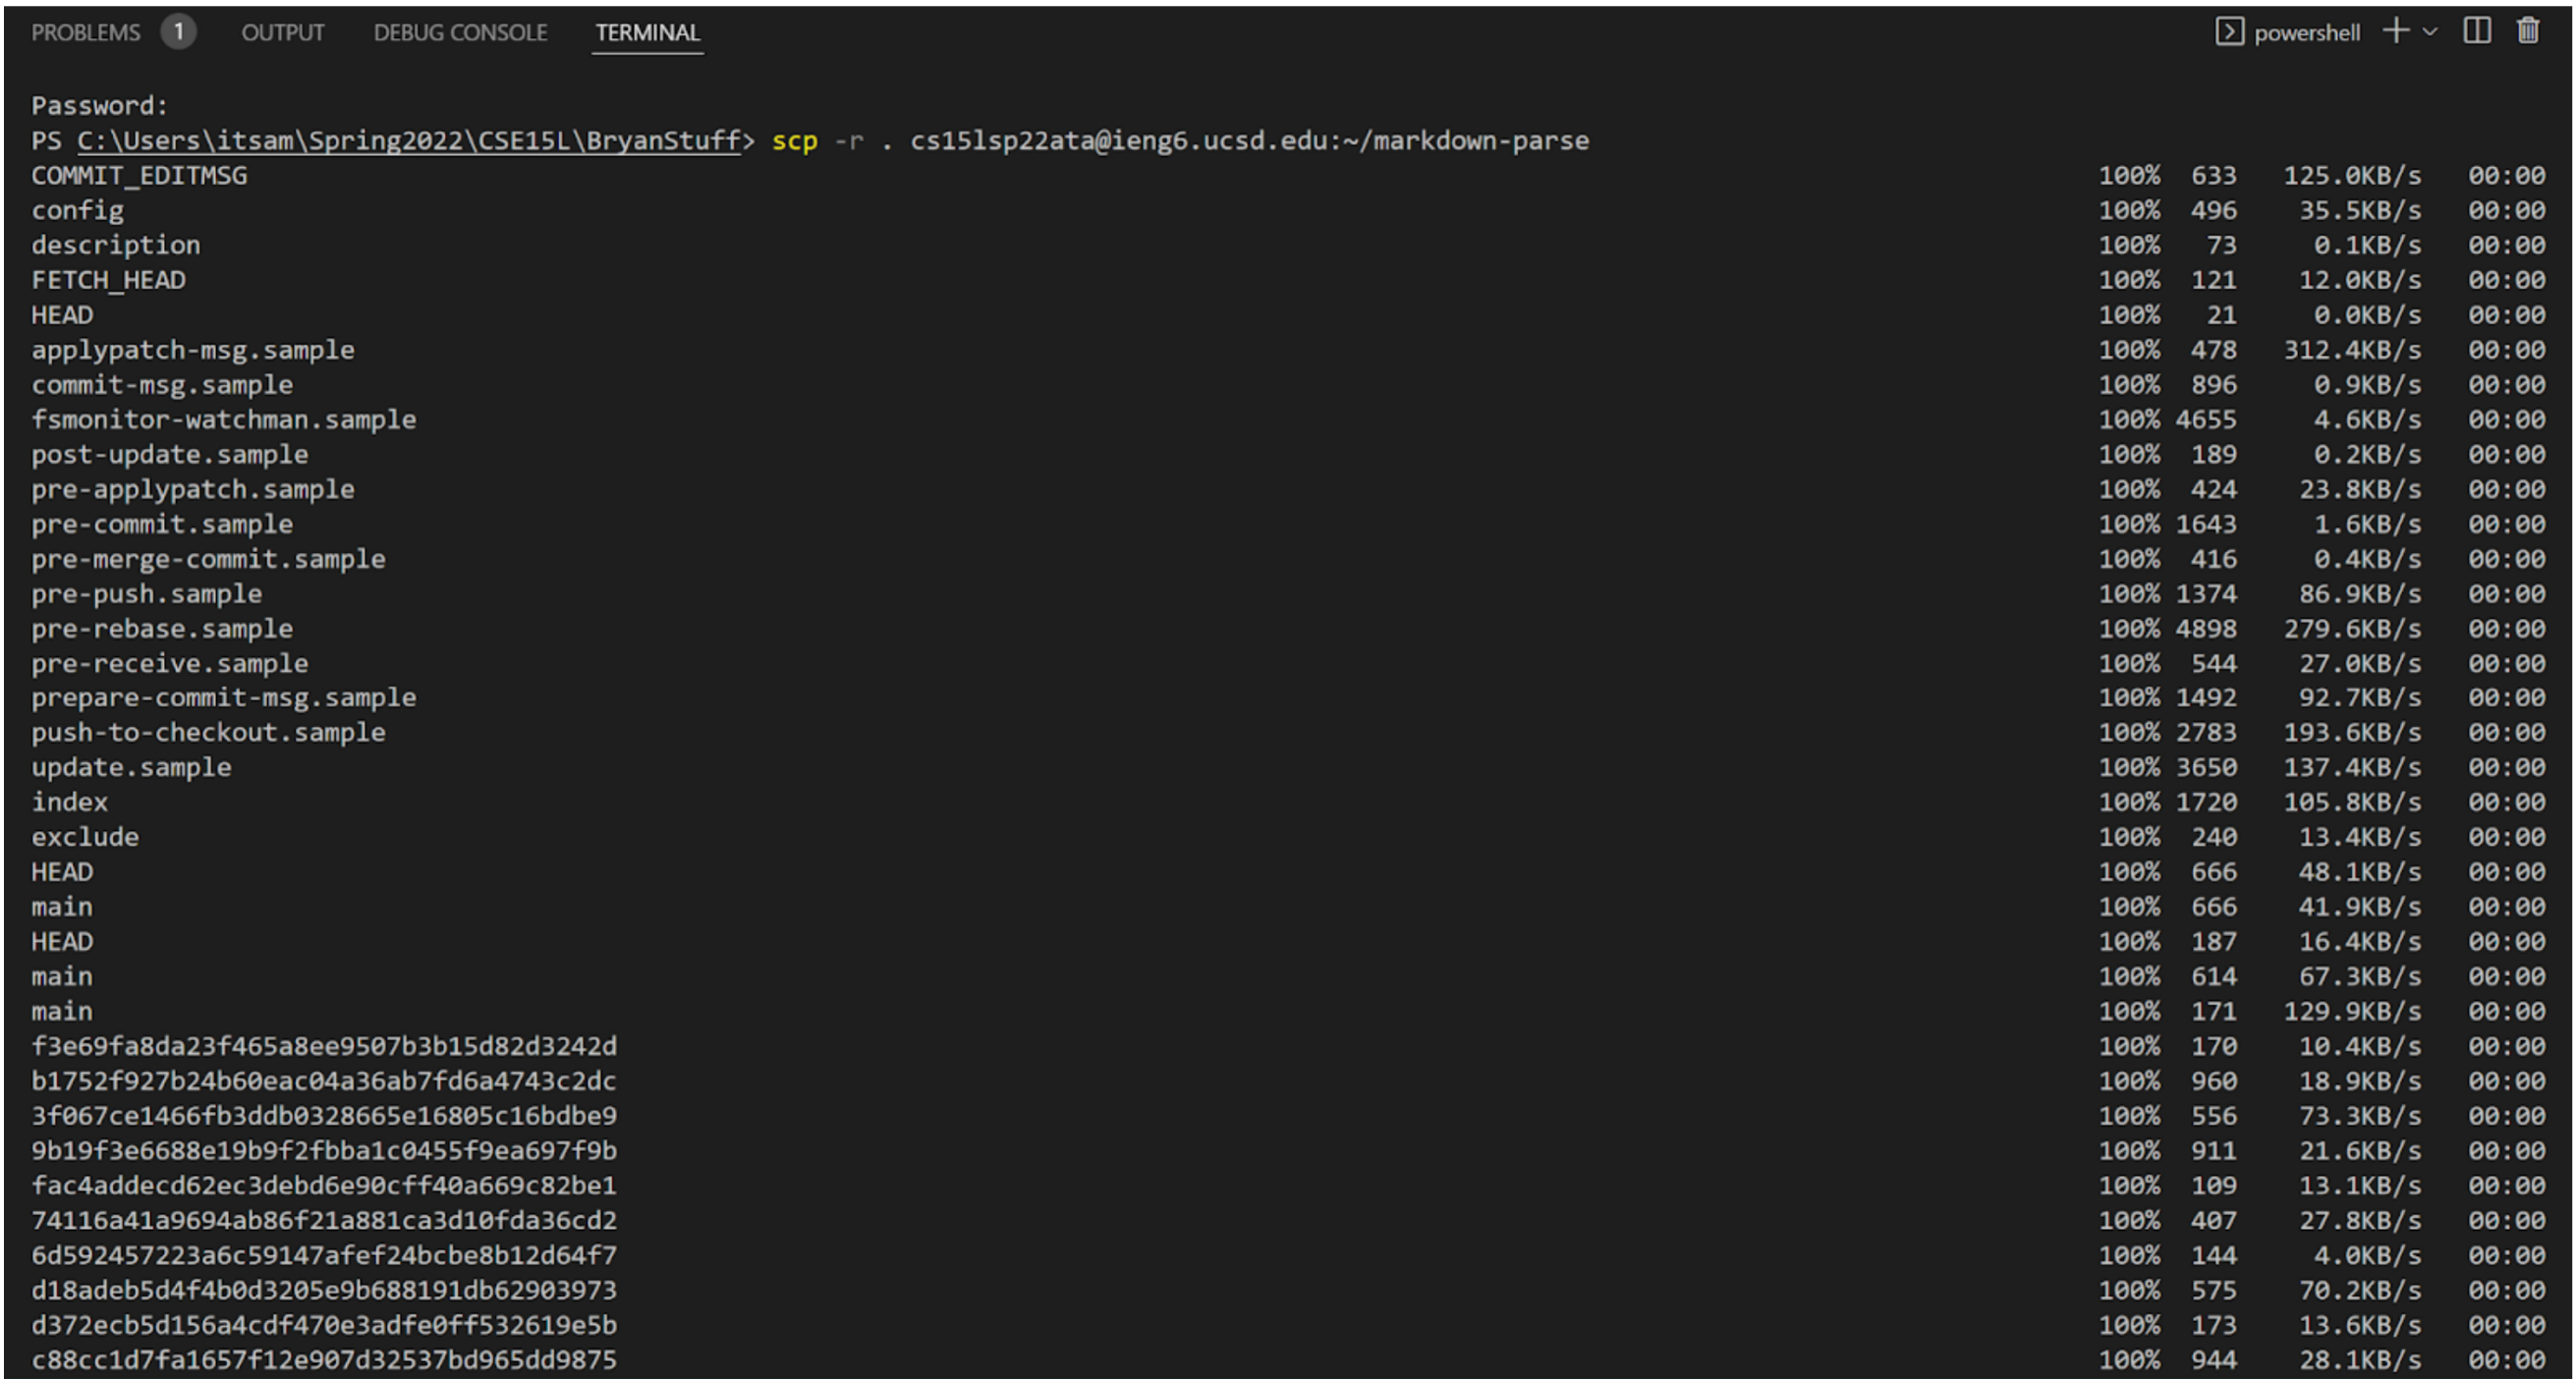 PROBLEMS 1 OUTPUT DEBUG CONSOLE TERMINAL powershell
Password:
PS C:\Users\itsam\Spring2022\CSE15L\BryanStuff> scp -r . cs15lsp22ata@ieng6.ucsd.edu:~/markdown-parse
COMMIT_EDITMSG 100% 633 125.0KB/s 00:00
config 100% 496 35.5KB/s 00:00
description 100% 73 0.1KB/s 00:00
FETCH_HEAD 100% 121 12.0KB/s 00:00
HEAD 100% 21 0.0KB/s 00:00
applypatch-msg.sample 100% 478 312.4KB/s 00:00
commit-msg.sample 100% 896 0.9KB/s 00:00
fsmonitor-watchman.sample 100% 4655 4.6KB/s 00:00
post-update.sample 100% 189 0.2KB/s 00:00
pre-applypatch.sample 100% 424 23.8KB/s 00:00
pre-commit.sample 100% 1643 1.6KB/s 00:00
pre-merge-commit.sample 100% 416 0.4KB/s 00:00
pre-push.sample 100% 1374 86.9KB/s 00:00
pre-rebase.sample 100% 4898 279.6KB/s 00:00
pre-receive.sample 100% 544 27.0KB/s 00:00
prepare-commit-msg.sample 100% 1492 92.7KB/s 00:00
push-to-checkout.sample 100% 2783 193.6KB/s 00:00
update.sample 100% 3650 137.4KB/s 00:00
index 100% 1720 105.8KB/s 00:00
exclude 100% 240 13.4KB/s 00:00
HEAD 100% 666 48.1KB/s 00:00
main 100% 666 41.9KB/s 00:00
HEAD 100% 187 16.4KB/s 00:00
main 100% 614 67.3KB/s 00:00
main 100% 171 129.9KB/s 00:00
f3e69fa8da23f465a8ee9507b3b15d82d3242d 100% 170 10.4KB/s 00:00
b1752f927b24b60eac04a36ab7fd6a4743c2dc 100% 960 18.9KB/s 00:00
3f067ce1466fb3ddb0328665e16805c16bdbe9 100% 556 73.3KB/s 00:00
9b19f3e6688e19b9f2fbba1c0455f9ea697f9b 100% 911 21.6KB/s 00:00
fac4addecd62ec3debd6e90cff40a669c82be1 100% 109 13.1KB/s 00:00
74116a41a9694ab86f21a881ca3d10fda36cd2 100% 407 27.8KB/s 00:00
6d592457223a6c59147afef24bcbe8b12d64f7 100% 144 4.0KB/s 00:00
d18adeb5d4f4b0d3205e9b688191db62903973 100% 575 70.2KB/s 00:00
d372ecb5d156a4cdf470e3adfe0ff532619e5b 100% 173 13.6KB/s 00:00
c88cc1d7fa1657f12e907d32537bd965dd9875 100% 944 28.1KB/s 00:00